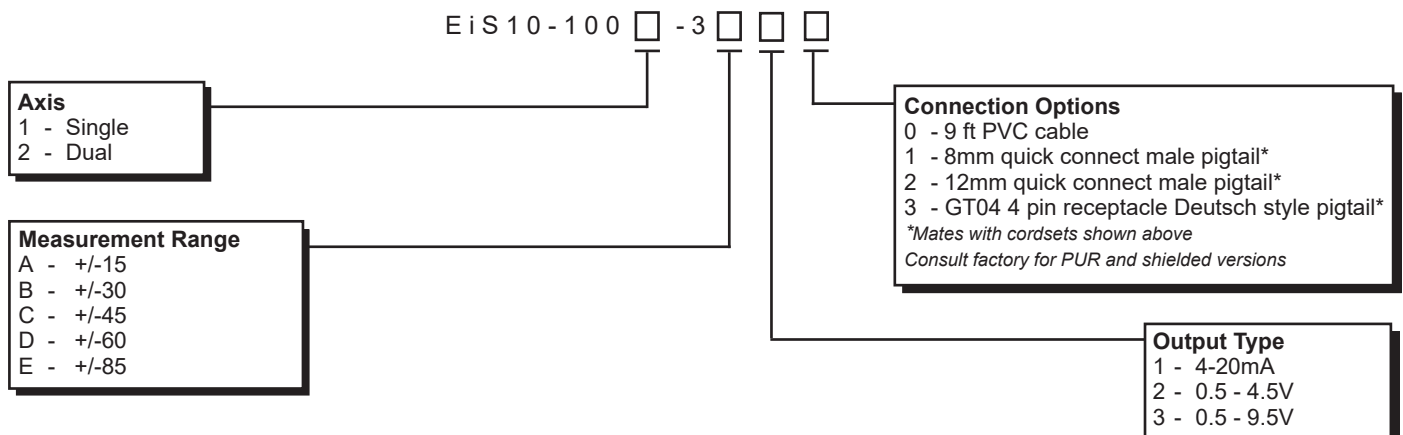 EiS10-100 -3
Axis
1 - Single
2 - Dual
Measurement Range
A - +/-15
B - +/-30
C - +/-45
D - +/-60
E - +/-85
Connection Options
0 - 9 ft PVC cable
1 - 8mm quick connect male pigtail*
2 - 12mm quick connect male pigtail*
3 - GT04 4 pin receptacle Deutsch style pigtail*
*Mates with cordsets shown above
Consult factory for PUR and shielded versions
Output Type
1 - 4-20mA
2 - 0.5 - 4.5V
3 - 0.5 - 9.5V